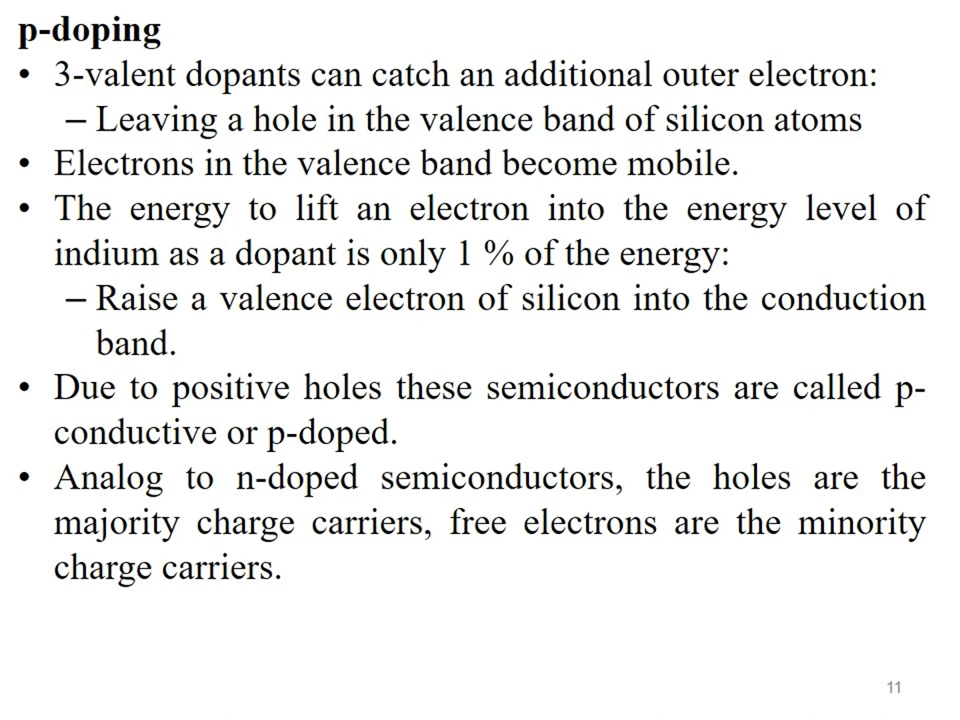 p-doping
• 3-valent dopants can catch an additional outer electron:
– Leaving a hole in the valence band of silicon atoms
• Electrons in the valence band become mobile.
• The energy to lift an electron into the energy level of
indium as a dopant is only 1 % of the energy:
– Raise a valence electron of silicon into the conduction
band.
• Due to positive holes these semiconductors are called p-
conductive or p-doped.
• Analog to n-doped semiconductors, the holes are the
majority charge carriers, free electrons are the minority
charge carriers.
11